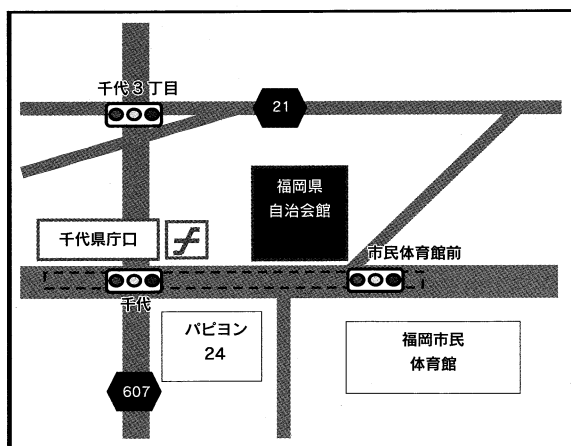 千代3丁目
21
福岡県
自治会館
千代県庁口
市民体育館前
千代
パピヨン
24
福岡市民
体育館
607